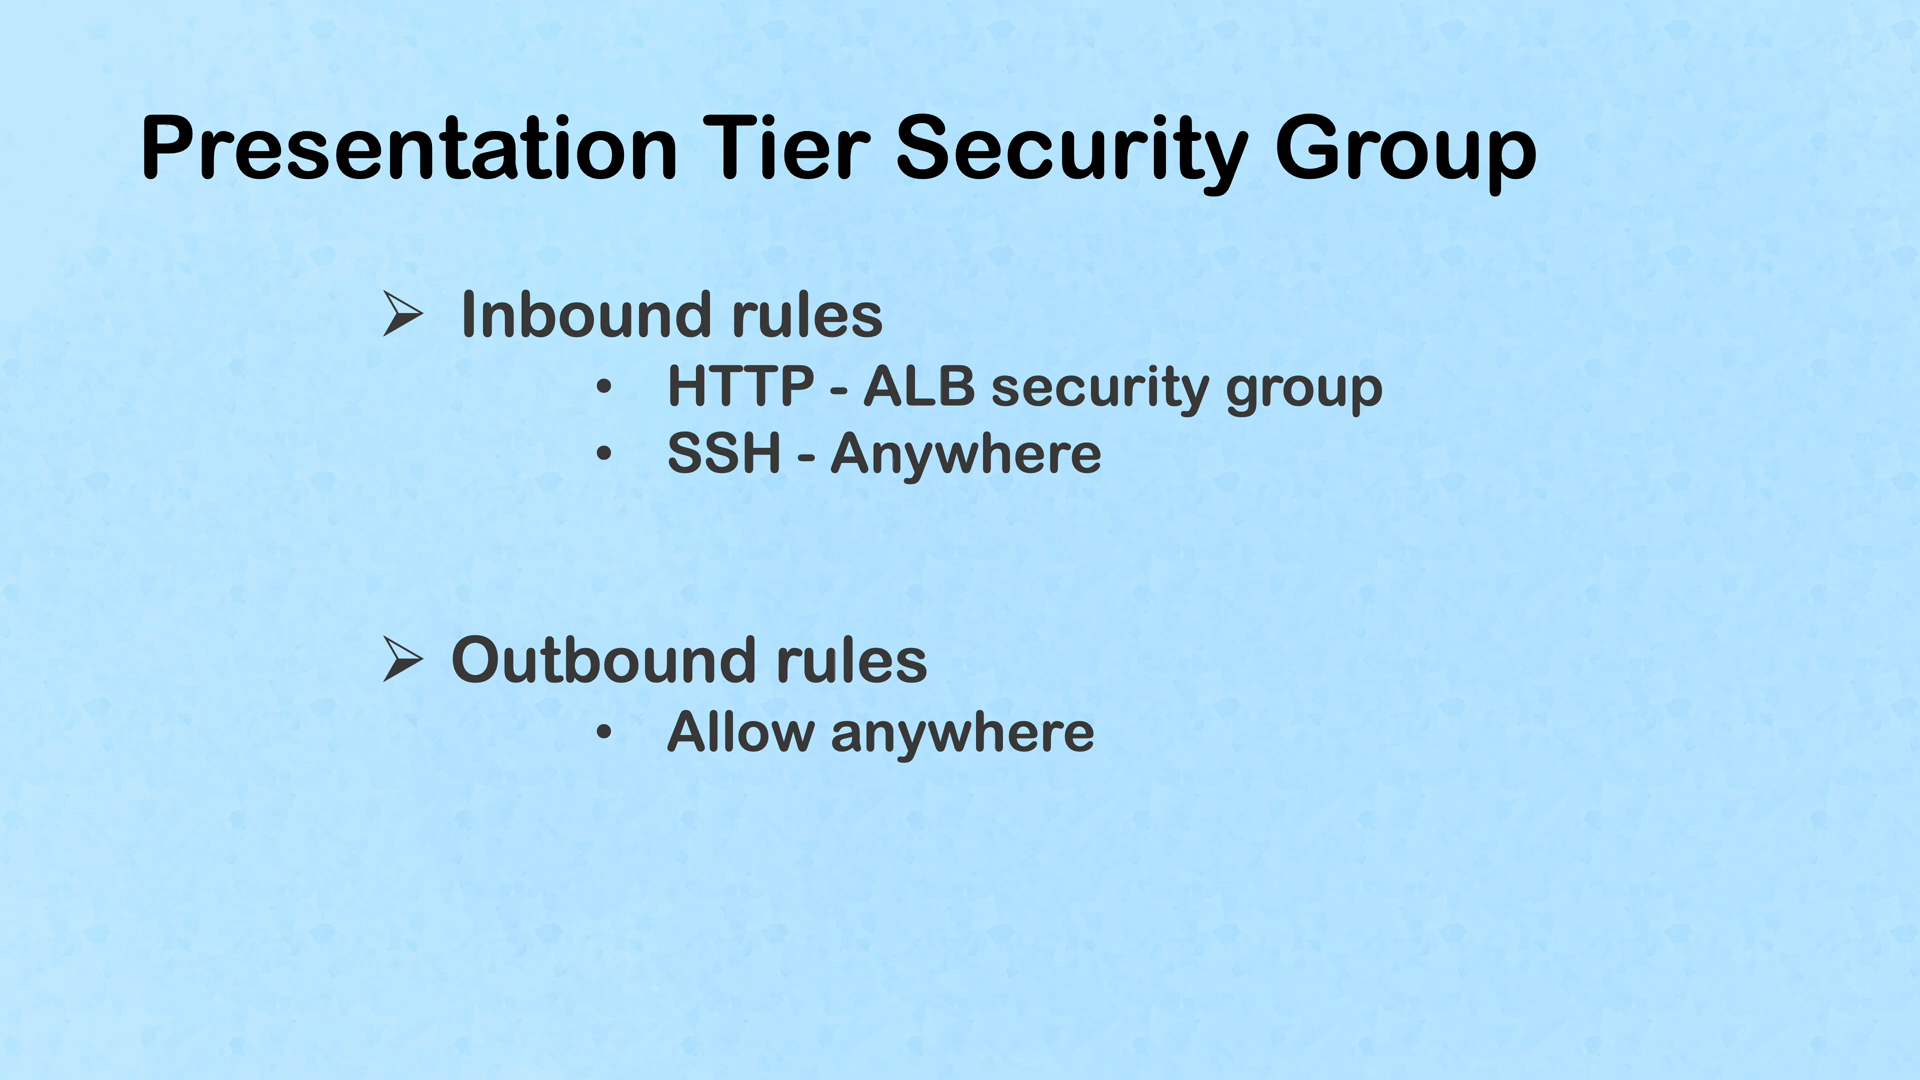 Presentation Tier Security Group
➢ Inbound rules
• HTTP - ALB security group
• SSH - Anywhere
➢ Outbound rules
• Allow anywhere